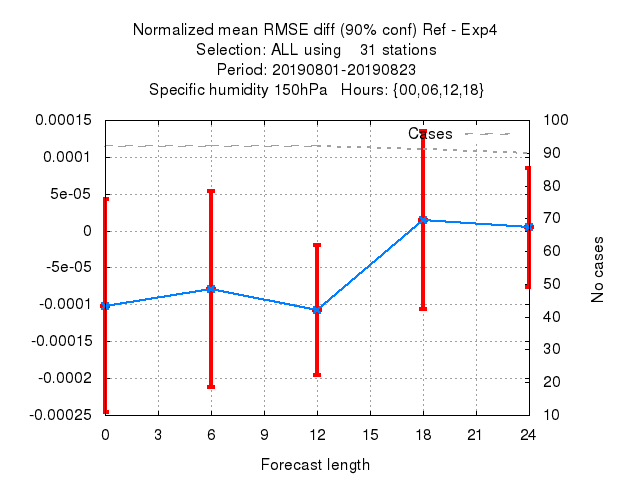 Normalized mean RMSE diff (90% conf) Ref - Exp4
Selection: ALL using    31 stations
Period: 20190801-20190823
Specific humidity 150hPa   Hours: {00,06,12,18}
Cases
0.00015
0.0001
5e-05
0
-5e-05
-0.0001
-0.00015
-0.0002
-0.00025
100
90
80
70
60
50
40
30
20
10
No cases
0 3 6 9 12 15 18 21 24
Forecast length